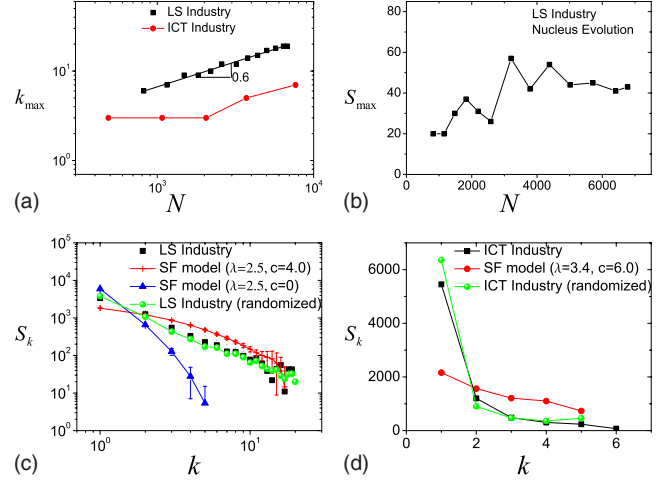 LS Industry
ICT Industry
0.6
k_max
10^1
10^0
10^3
10^4
N
(a)
LS Industry
Nucleus Evolution
S_max
80
60
40
20
0
0 2000 4000 6000
N
(b)
LS Industry
SF model (λ=2.5, c=4.0)
SF model (λ=2.5, c=0)
LS Industry (randomized)
S_k
10^5
10^4
10^3
10^2
10^1
10^0
10^0
10^1
k
(c)
ICT Industry
SF model (λ=3.4, c=6.0)
ICT Industry (randomized)
S_k
6000
4000
2000
0
0 1 2 3 4 5 6
k
(d)